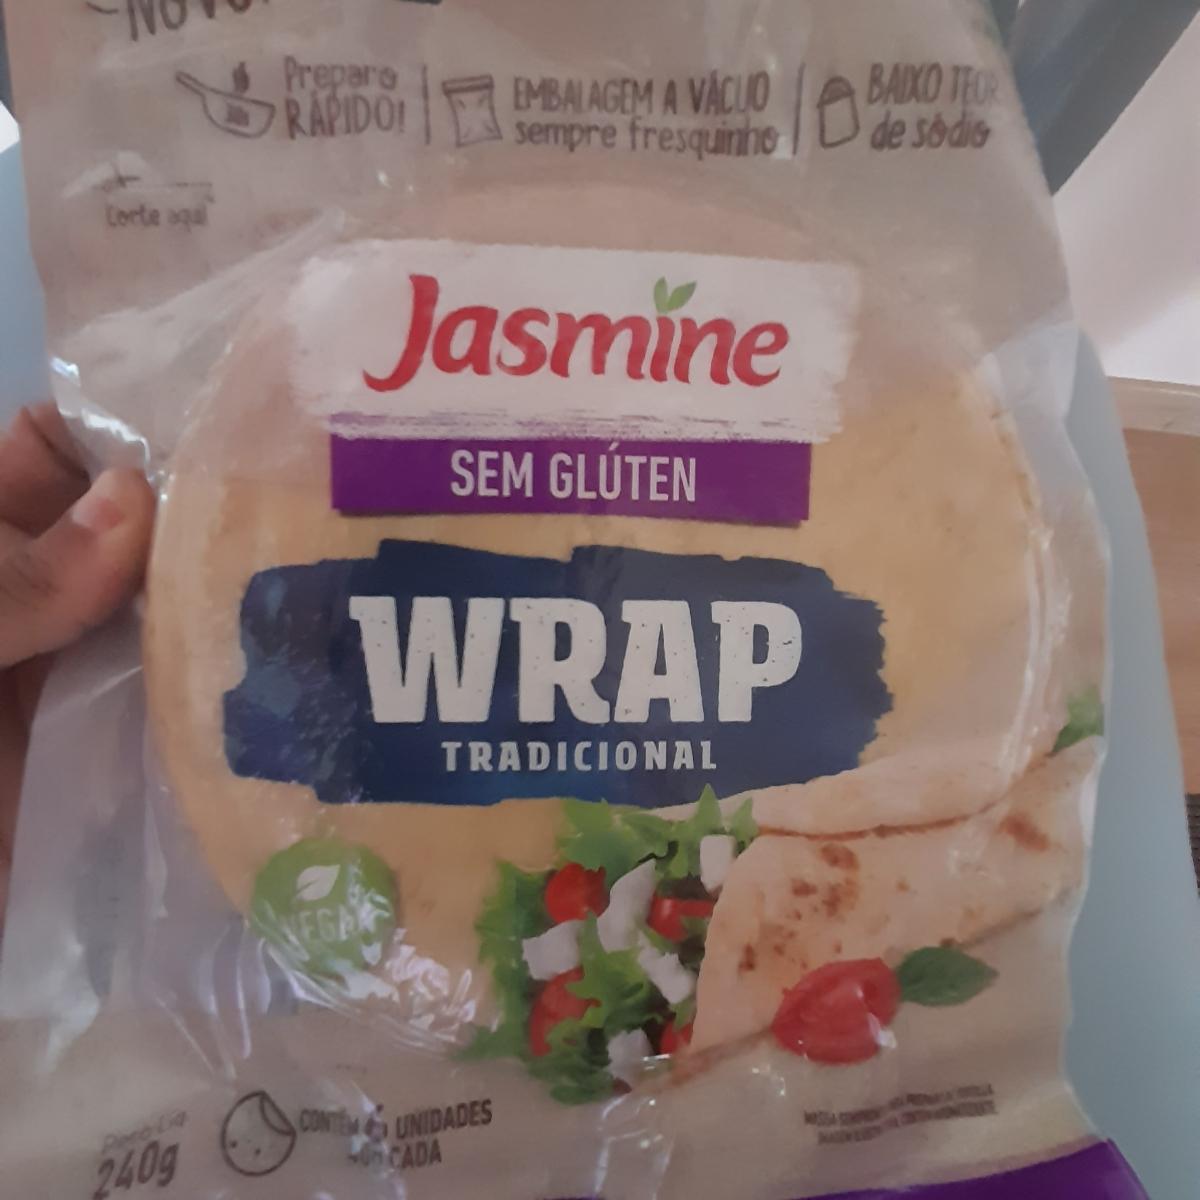 Preparo
RÁPIDO!
EMBALAGEM A VÁCUO
sempre fresquinho
BAIXO TEOR
de sódio
Corte aqui
Jasmine
SEM GLÚTEN
WRAP
TRADICIONAL
VEGAN
240g
CONTÉM UNIDADES
CADA